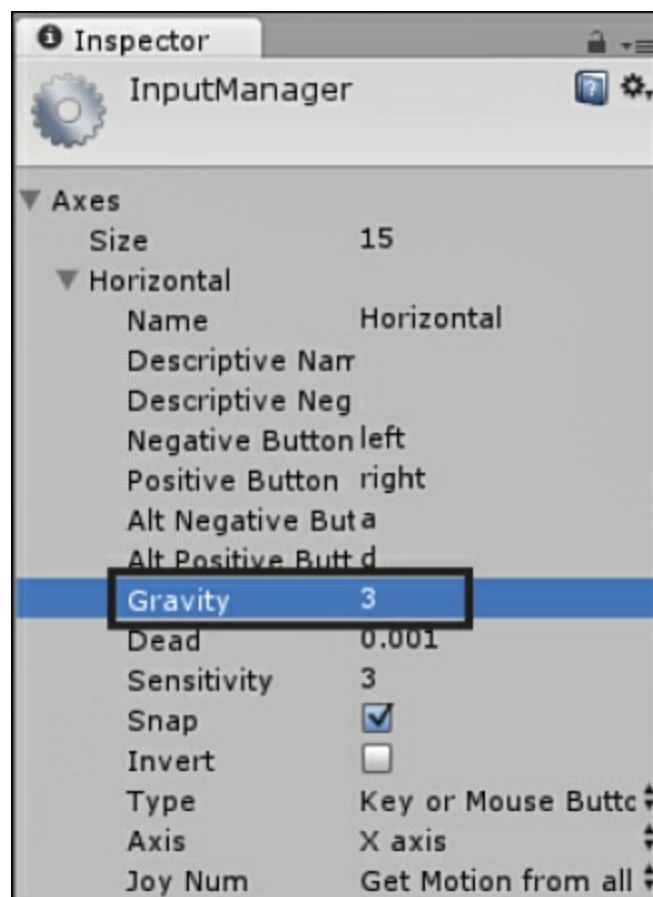 Inspector
InputManager
Axes
Size 15
Horizontal
Name Horizontal
Descriptive Nam
Descriptive Neg
Negative Button left
Positive Button right
Alt Negative But a
Alt Positive Butt d
Gravity 3
Dead 0.001
Sensitivity 3
Snap
Invert
Type Key or Mouse Butto
Axis X axis
Joy Num Get Motion from all